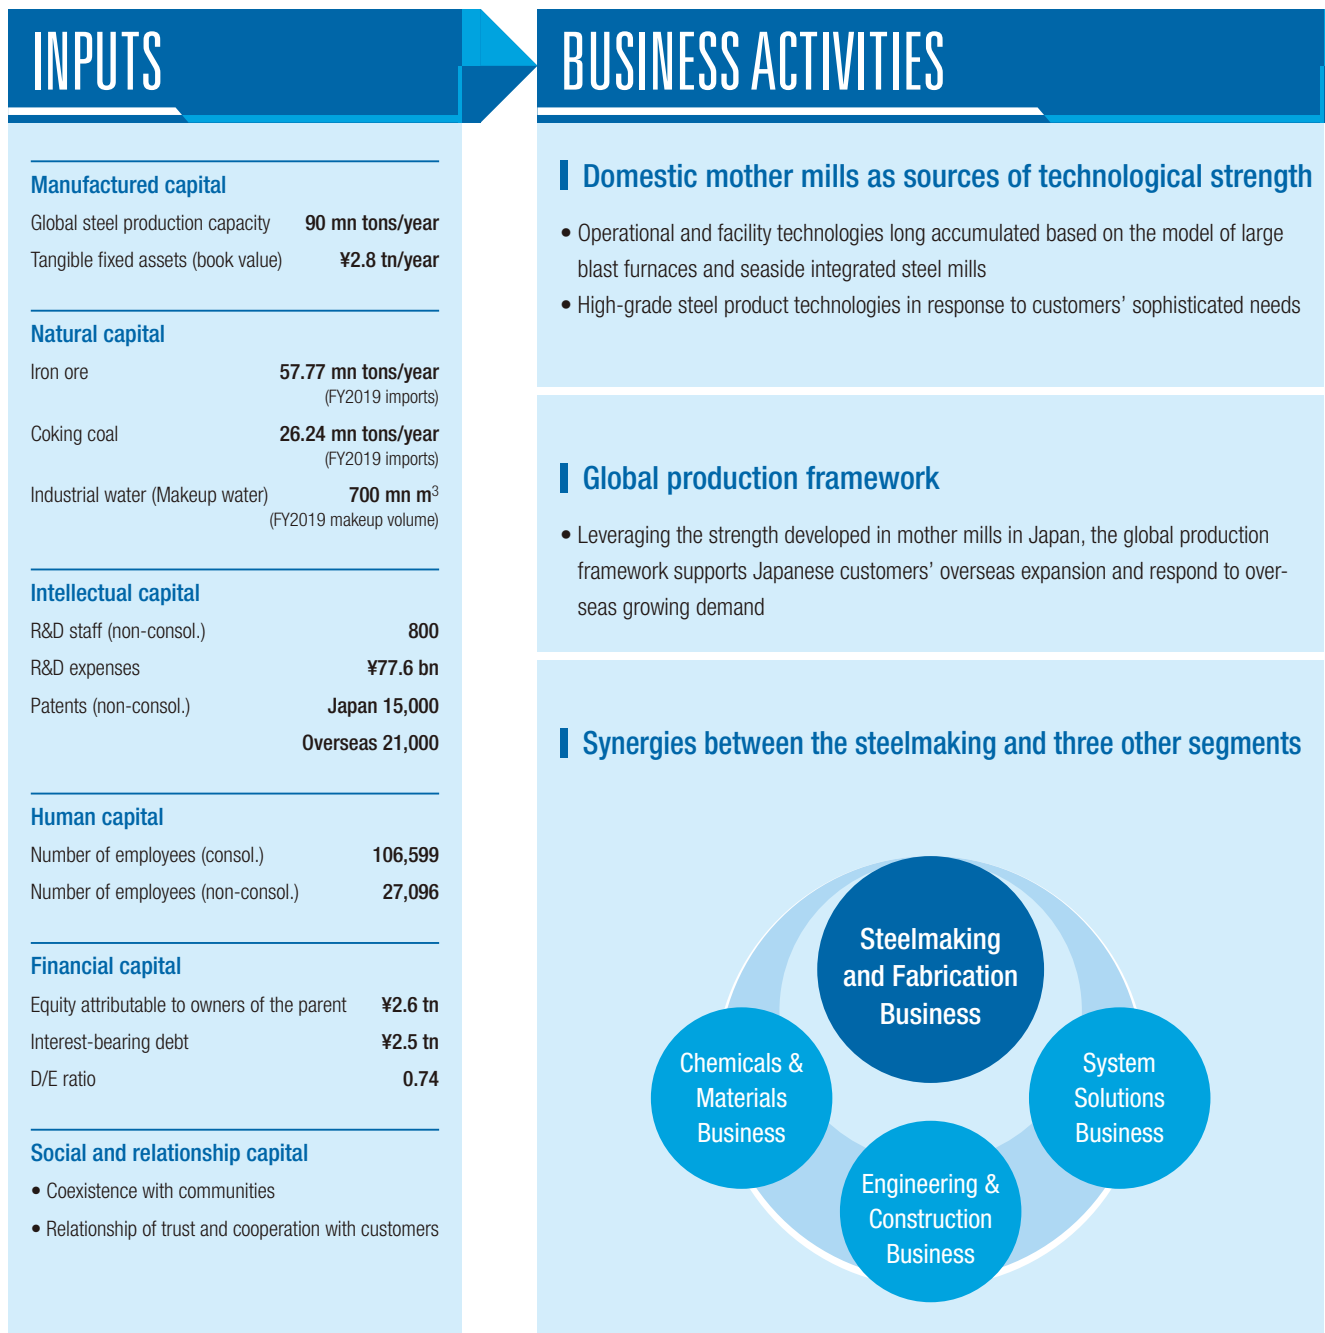 INPUTS
Manufactured capital
Global steel production capacity 90 mn tons/year
Tangible fixed assets (book value) ¥2.8 tn/year
Natural capital
Iron ore 57.77 mn tons/year
(FY2019 imports)
Coking coal 26.24 mn tons/year
(FY2019 imports)
Industrial water (Makeup water) 700 mn m³
(FY2019 makeup volume)
Intellectual capital
R&D staff (non-consol.) 800
R&D expenses ¥77.6 bn
Patents (non-consol.) Japan 15,000
Overseas 21,000
Human capital
Number of employees (consol.) 106,599
Number of employees (non-consol.) 27,096
Financial capital
Equity attributable to owners of the parent ¥2.6 tn
Interest-bearing debt ¥2.5 tn
D/E ratio 0.74
Social and relationship capital
• Coexistence with communities
• Relationship of trust and cooperation with customers
BUSINESS ACTIVITIES
Domestic mother mills as sources of technological strength
• Operational and facility technologies long accumulated based on the model of large
blast furnaces and seaside integrated steel mills
• High-grade steel product technologies in response to customers’ sophisticated needs
Global production framework
• Leveraging the strength developed in mother mills in Japan, the global production
framework supports Japanese customers’ overseas expansion and respond to over-
seas growing demand
Synergies between the steelmaking and three other segments
Steelmaking
and Fabrication
Business
Chemicals &
Materials
Business
System
Solutions
Business
Engineering &
Construction
Business